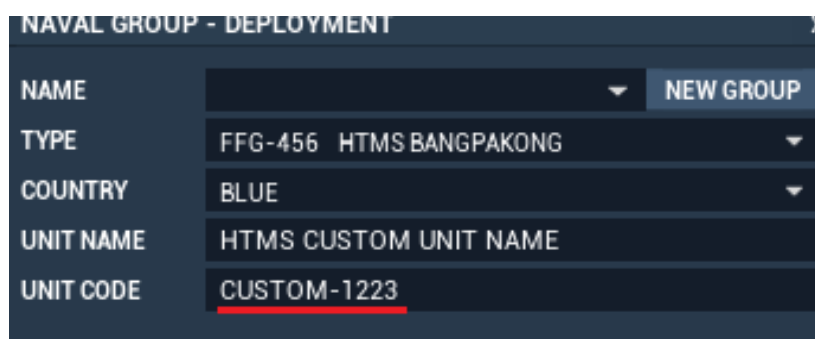 NAVAL GROUP - DEPLOYMENT
NAME NEW GROUP
TYPE FFG-456 HTMS BANGPAKONG
COUNTRY BLUE
UNIT NAME HTMS CUSTOM UNIT NAME
UNIT CODE CUSTOM-1223